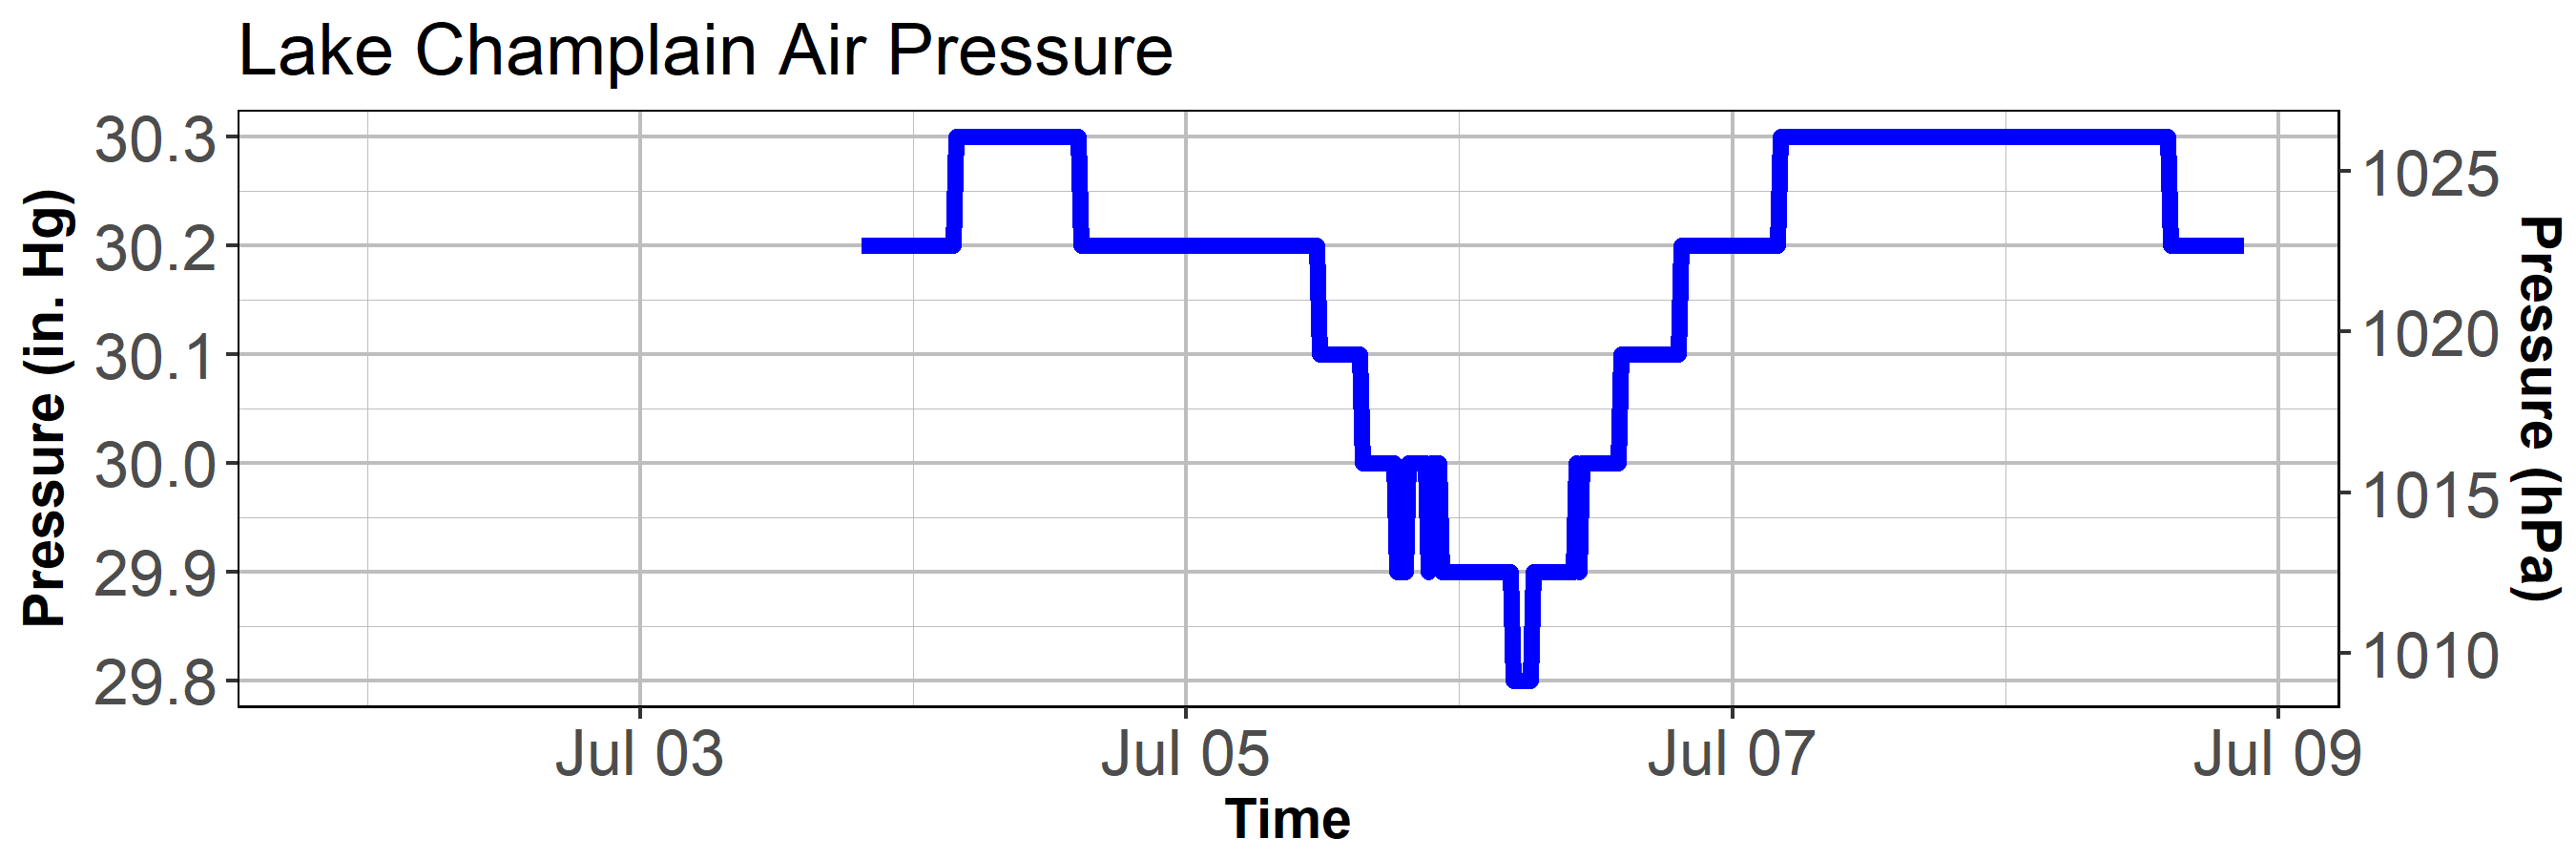 Lake Champlain Air Pressure
Pressure (in. Hg)
30.3
30.2
30.1
30.0
29.9
29.8
1025
1020
1015
1010
Pressure (hPa)
Jul 03
Jul 05
Jul 07
Jul 09
Time